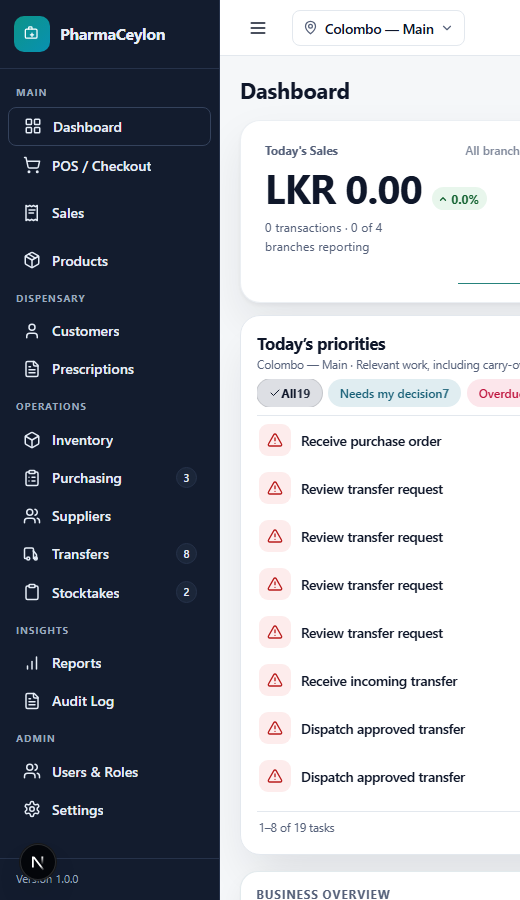 PharmaCeylon
MAIN
Dashboard
POS / Checkout
Sales
Products
DISPENSARY
Customers
Prescriptions
OPERATIONS
Inventory
Purchasing 3
Suppliers
Transfers 8
Stocktakes 2
INSIGHTS
Reports
Audit Log
ADMIN
Users & Roles
Settings
N
Version 1.0.0
Colombo — Main
Dashboard
Today's Sales All branch
LKR 0.00 0.0%
0 transactions · 0 of 4
branches reporting
Today's priorities
Colombo — Main · Relevant work, including carry-o
All19 Needs my decision7 Overdu
Receive purchase order
Review transfer request
Review transfer request
Review transfer request
Review transfer request
Receive incoming transfer
Dispatch approved transfer
Dispatch approved transfer
1–8 of 19 tasks
BUSINESS OVERVIEW